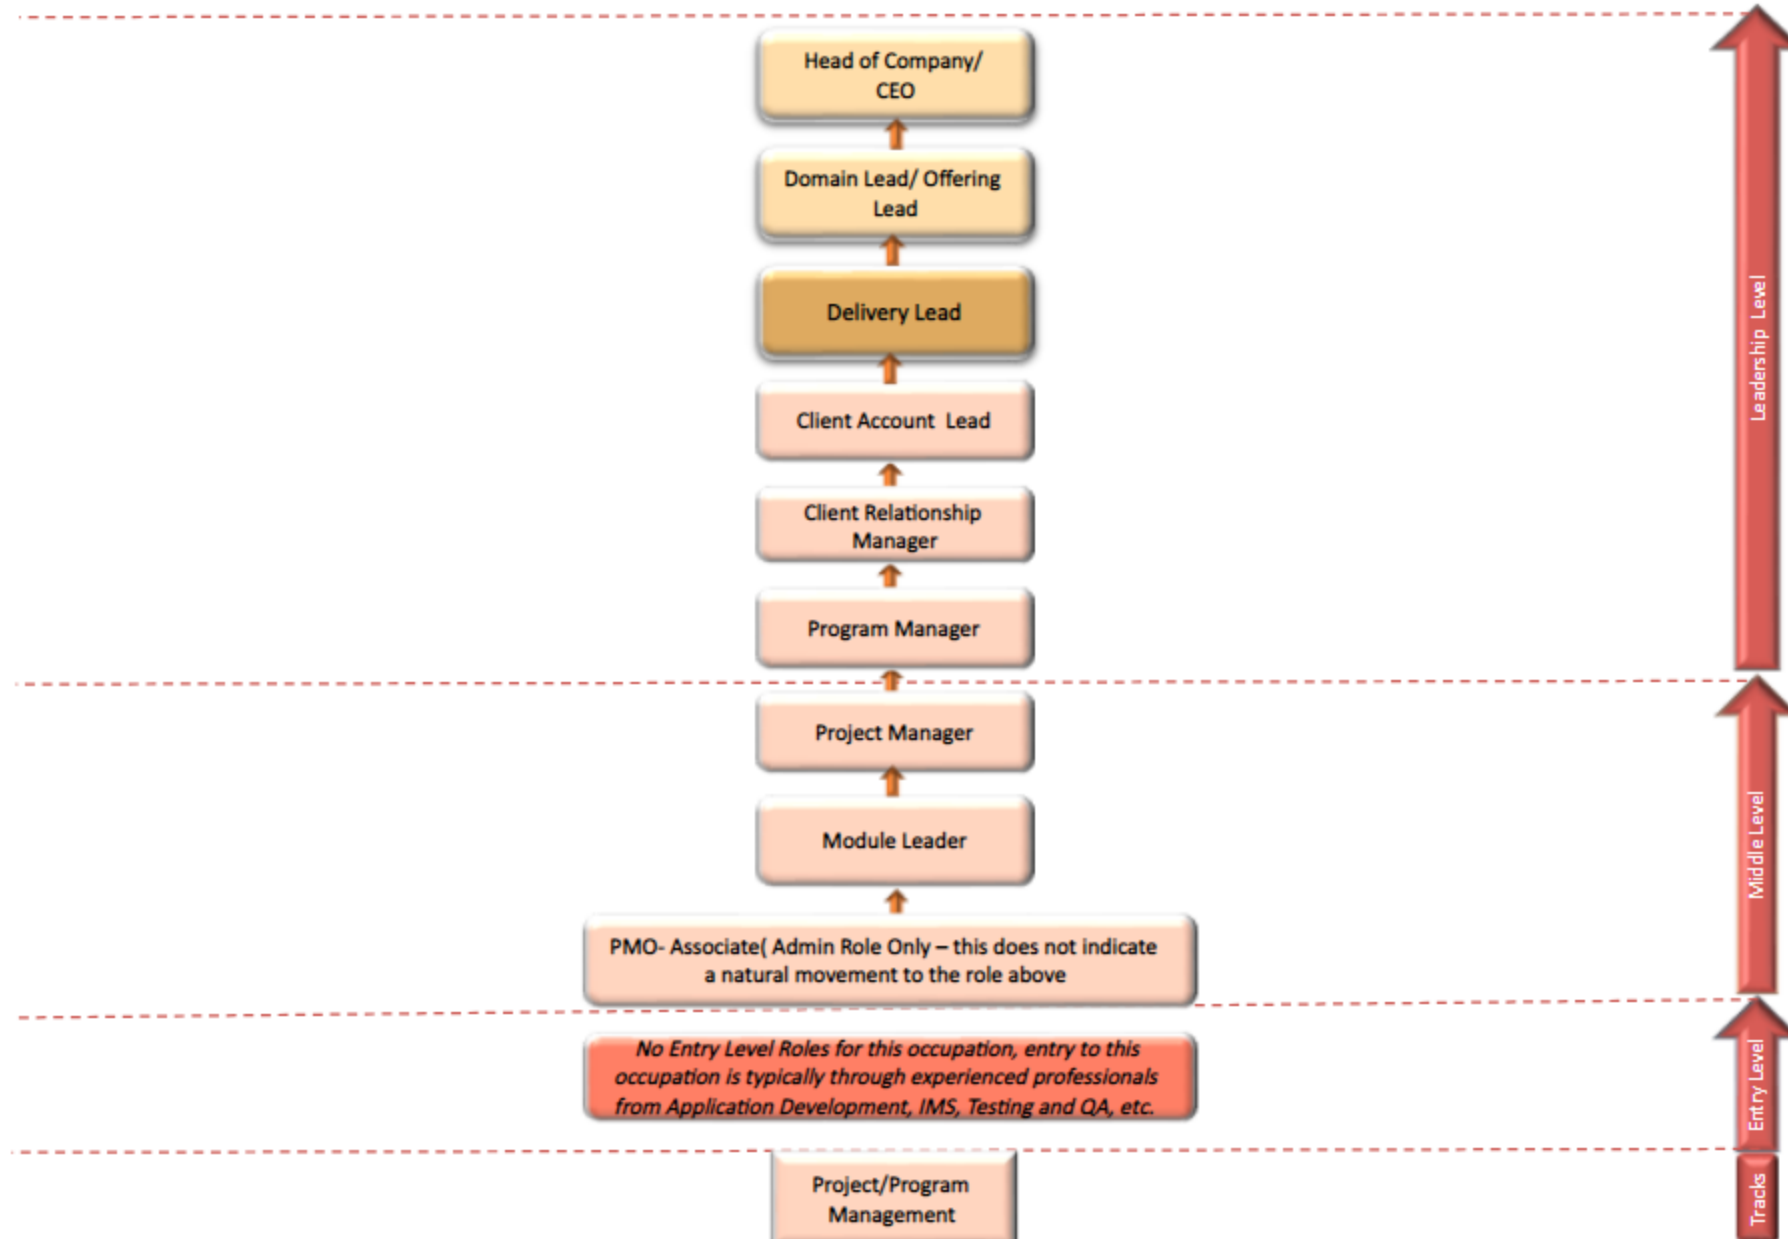 Head of Company/
CEO
Domain Lead/ Offering
Lead
Delivery Lead
Client Account  Lead
Client Relationship
Manager
Program Manager
Project Manager
Module Leader
PMO- Associate( Admin Role Only – this does not indicate
a natural movement to the role above
No Entry Level Roles for this occupation, entry to this
occupation is typically through experienced professionals
from Application Development, IMS, Testing and QA, etc.
Project/Program
Management
Leadership  Level
Middle Level
Entry Level
Tracks